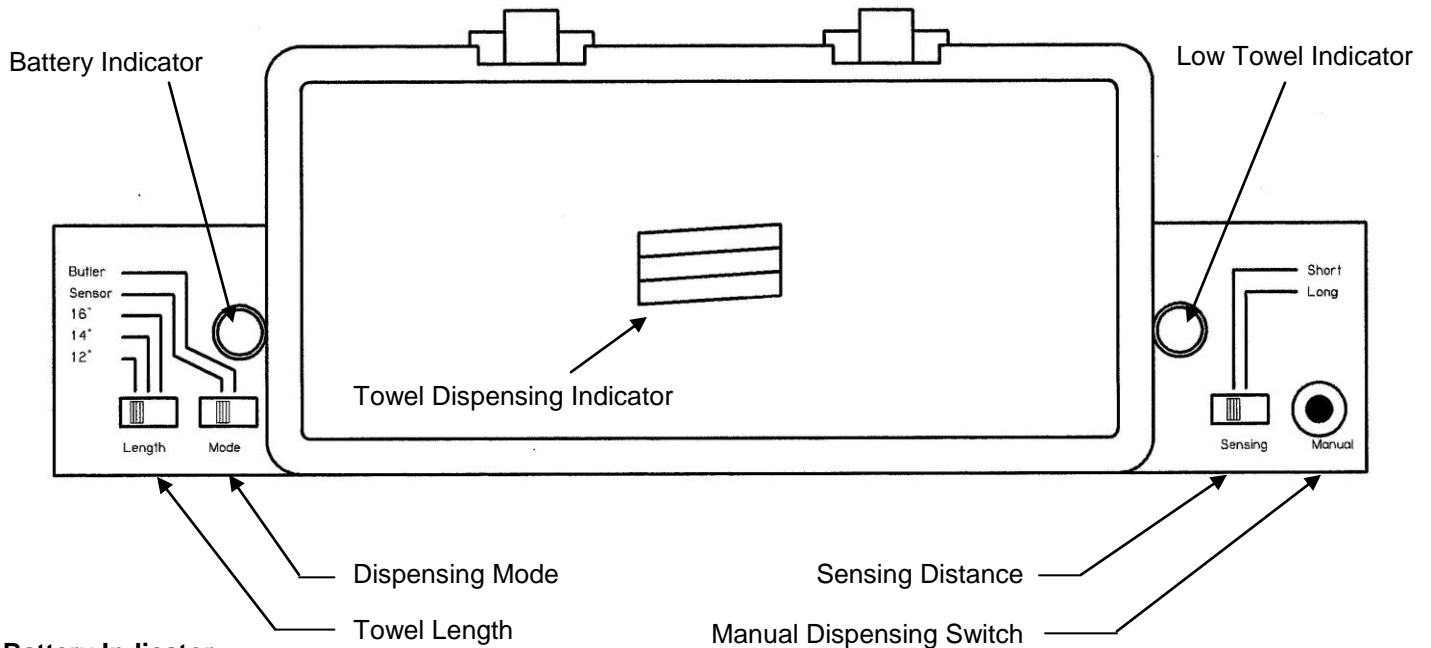 Battery Indicator
Low Towel Indicator
Butler
Sensor
16"
14"
12"
Short
Long
Towel Dispensing Indicator
Length
Mode
Sensing
Manual
Dispensing Mode
Sensing Distance
Towel Length
Manual Dispensing Switch
Battery Indicator